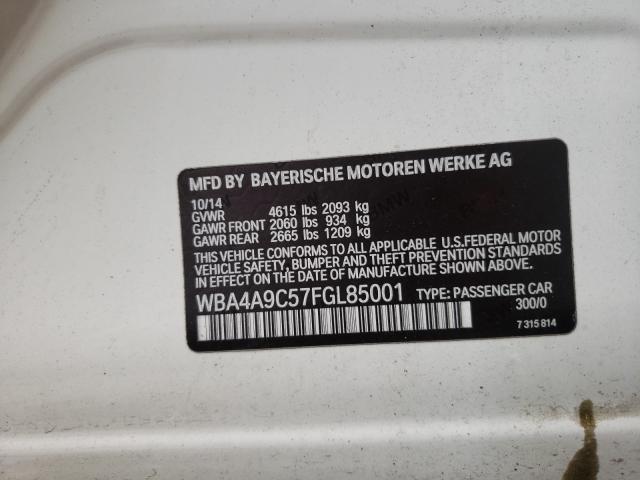 MFD BY BAYERISCHE MOTOREN WERKE AG
10/14
GVWR 4615 lbs 2093 kg
GAWR FRONT 2060 lbs 934 kg
GAWR REAR 2665 lbs 1209 kg
THIS VEHICLE CONFORMS TO ALL APPLICABLE U.S.FEDERAL MOTOR
VEHICLE SAFETY, BUMPER, AND THEFT PREVENTION STANDARDS
IN EFFECT ON THE DATE OF MANUFACTURE SHOWN ABOVE.
WBA4A9C57FGL85001 TYPE: PASSENGER CAR
300/0
7 315 814